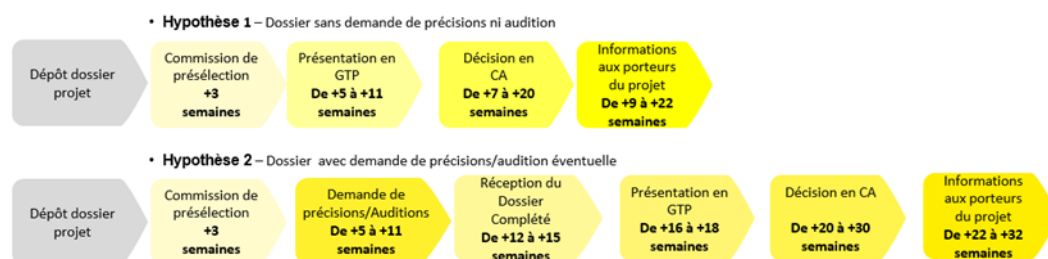 • Hypothèse 1 – Dossier sans demande de précisions ni audition
Dépôt dossier
projet
Commission de
présélection
+3
semaines
Présentation en
GTP
De +5 à +11
semaines
Décision en
CA
De +7 à +20
semaines
Informations
aux porteurs
du projet
De +9 à +22
semaines
• Hypothèse 2 – Dossier avec demande de précisions/audition éventuelle
Dépôt dossier
projet
Commission de
présélection
+3
semaines
Demande de
précisions/Auditions
De +5 à +11
semaines
Réception du
Dossier
Complété
De +12 à +15
semaines
Présentation en
GTP
De +16 à +18
semaines
Décision en CA
De +20 à +30
semaines
Informations
aux porteurs
du projet
De +22 à +32
semaines